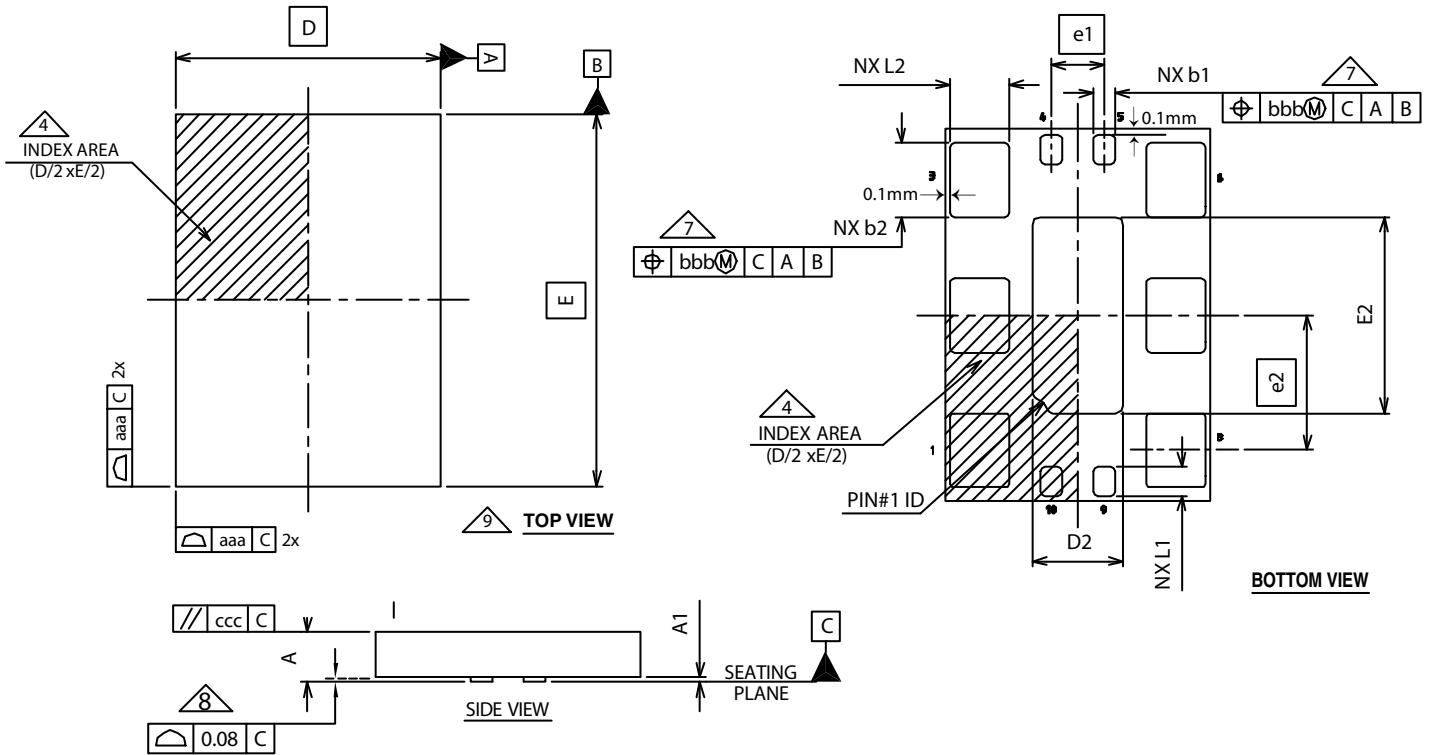 D
A
B
4
INDEX AREA
(D/2 xE/2)
E
aaa C 2x
aaa C 2x
9 TOP VIEW
e1
NX L2
NX b1
7
bbb M C A B
4
5
0.1mm
3
6
0.1mm
NX b2
7
bbb M C A B
E2
e2
4
INDEX AREA
(D/2 xE/2)
1
PIN#1 ID
10
9
D2
NX L1
BOTTOM VIEW
// ccc C
A
A1
C
SEATING
PLANE
8
0.08 C
SIDE VIEW